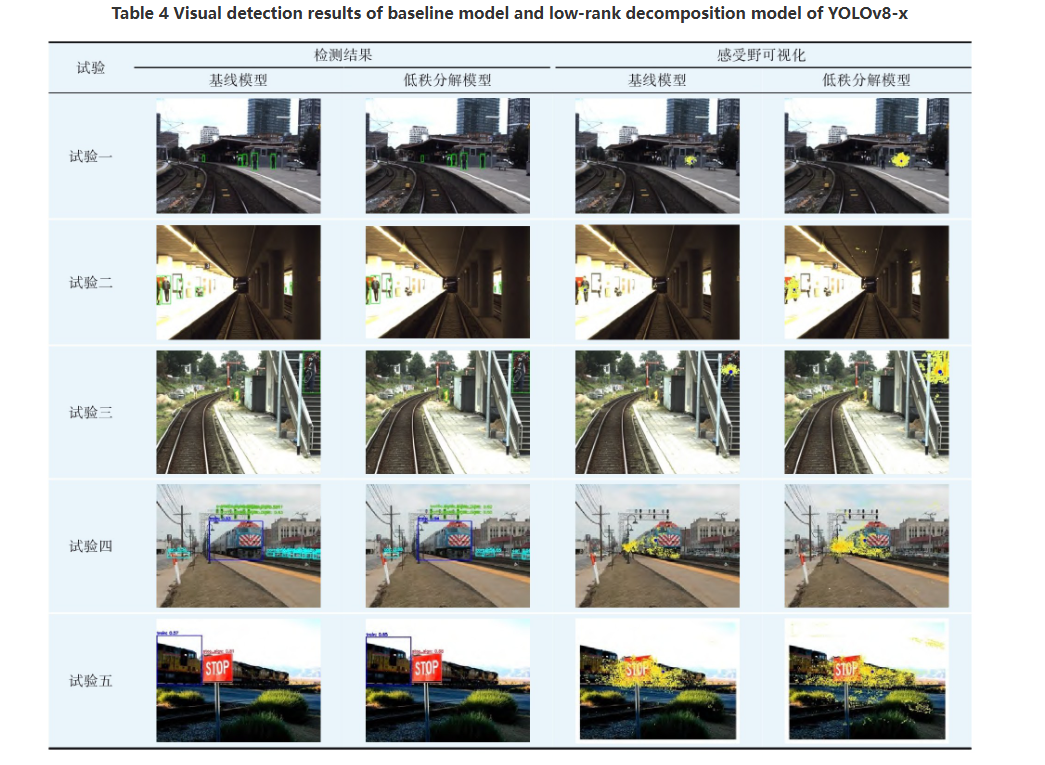 Table 4 Visual detection results of baseline model and low-rank decomposition model of YOLOv8-x
试验 检测结果 感受野可视化
基线模型 低秩分解模型 基线模型 低秩分解模型
试验一
试验二
试验三
试验四
试验五
STOP STOP STOP STOP